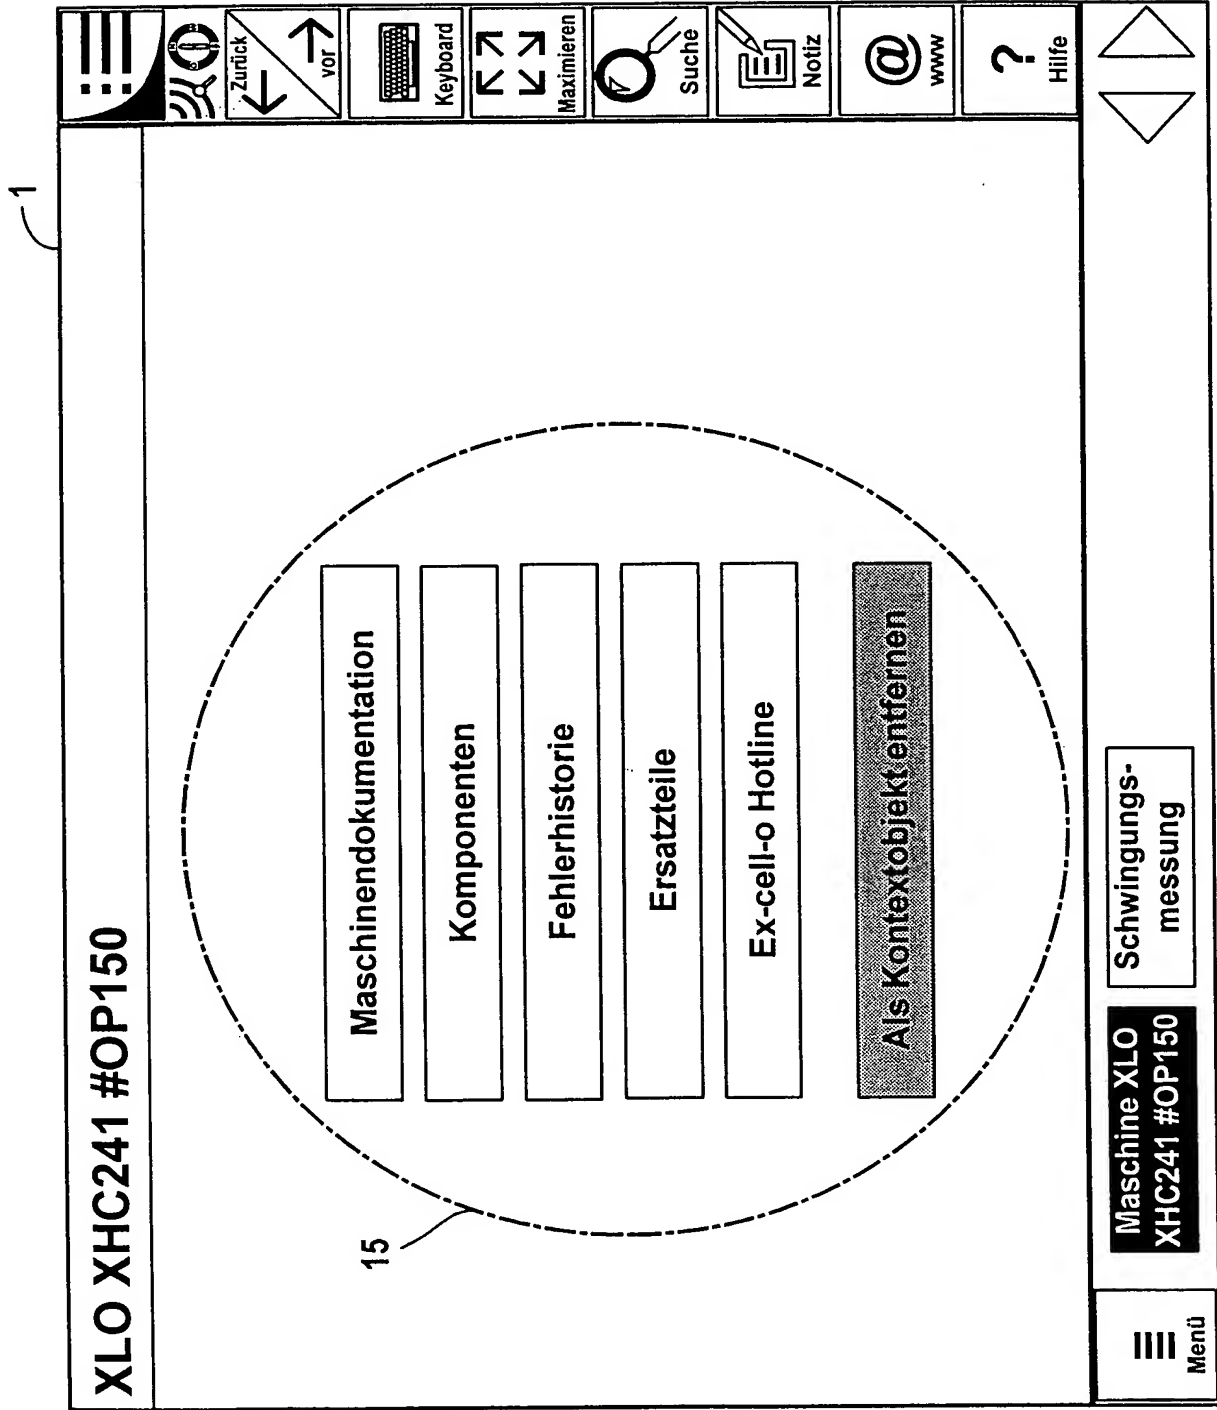 1
XLO XHC241 #OP150
Zurück
vor
Keyboard
Maximieren
Suche
Notiz
@
www
?
Hilfe
Maschinendokumentation
Komponenten
Fehlerhistorie
Ersatzteile
Ex-cell-o Hotline
Als Kontextobjekt entfernen
15
Menü
Maschine XLO
XHC241 #OP150
Schwingungs-
messung